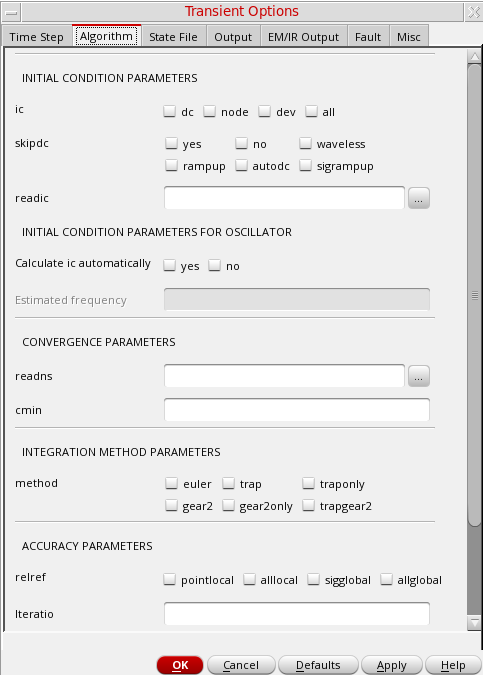 Transient Options
Time Step Algorithm State File Output EM/IR Output Fault Misc
INITIAL CONDITION PARAMETERS
ic dc node dev all
skipdc yes no waveless
rampup autodc sigrampup
readic ...
INITIAL CONDITION PARAMETERS FOR OSCILLATOR
Calculate ic automatically yes no
Estimated frequency
CONVERGENCE PARAMETERS
readns ...
cmin
INTEGRATION METHOD PARAMETERS
method euler trap traponly
gear2 gear2only trapgear2
ACCURACY PARAMETERS
relref pointlocal alllocal sigglobal allglobal
Iteratio
OK Cancel Defaults Apply Help